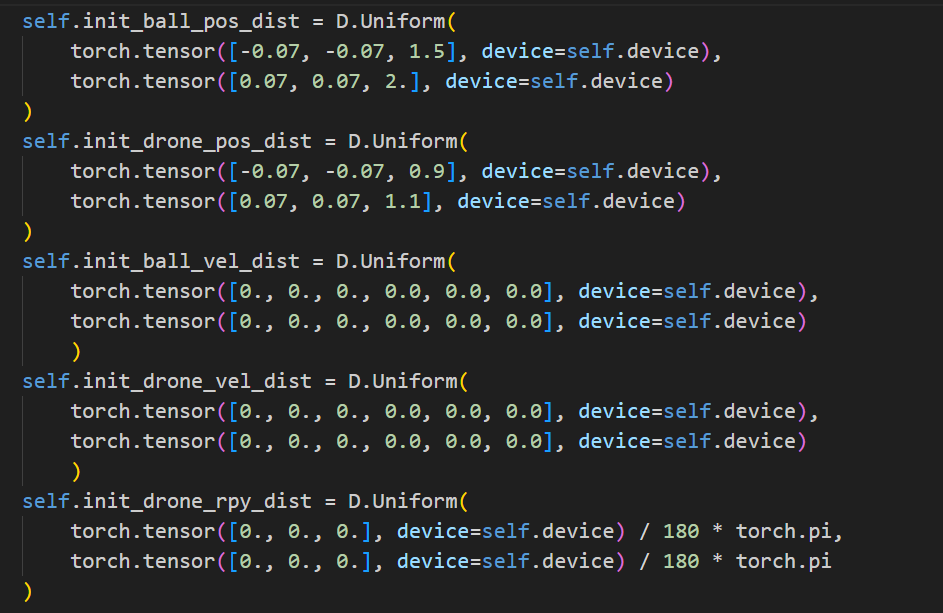 self.init_ball_pos_dist = D.Uniform(
    torch.tensor([-0.07, -0.07, 1.5], device=self.device),
    torch.tensor([0.07, 0.07, 2.], device=self.device)
)
self.init_drone_pos_dist = D.Uniform(
    torch.tensor([-0.07, -0.07, 0.9], device=self.device),
    torch.tensor([0.07, 0.07, 1.1], device=self.device)
)
self.init_ball_vel_dist = D.Uniform(
    torch.tensor([0., 0., 0., 0.0, 0.0, 0.0], device=self.device),
    torch.tensor([0., 0., 0., 0.0, 0.0, 0.0], device=self.device)
    )
self.init_drone_vel_dist = D.Uniform(
    torch.tensor([0., 0., 0., 0.0, 0.0, 0.0], device=self.device),
    torch.tensor([0., 0., 0., 0.0, 0.0, 0.0], device=self.device)
    )
self.init_drone_rpy_dist = D.Uniform(
    torch.tensor([0., 0., 0.], device=self.device) / 180 * torch.pi,
    torch.tensor([0., 0., 0.], device=self.device) / 180 * torch.pi
)